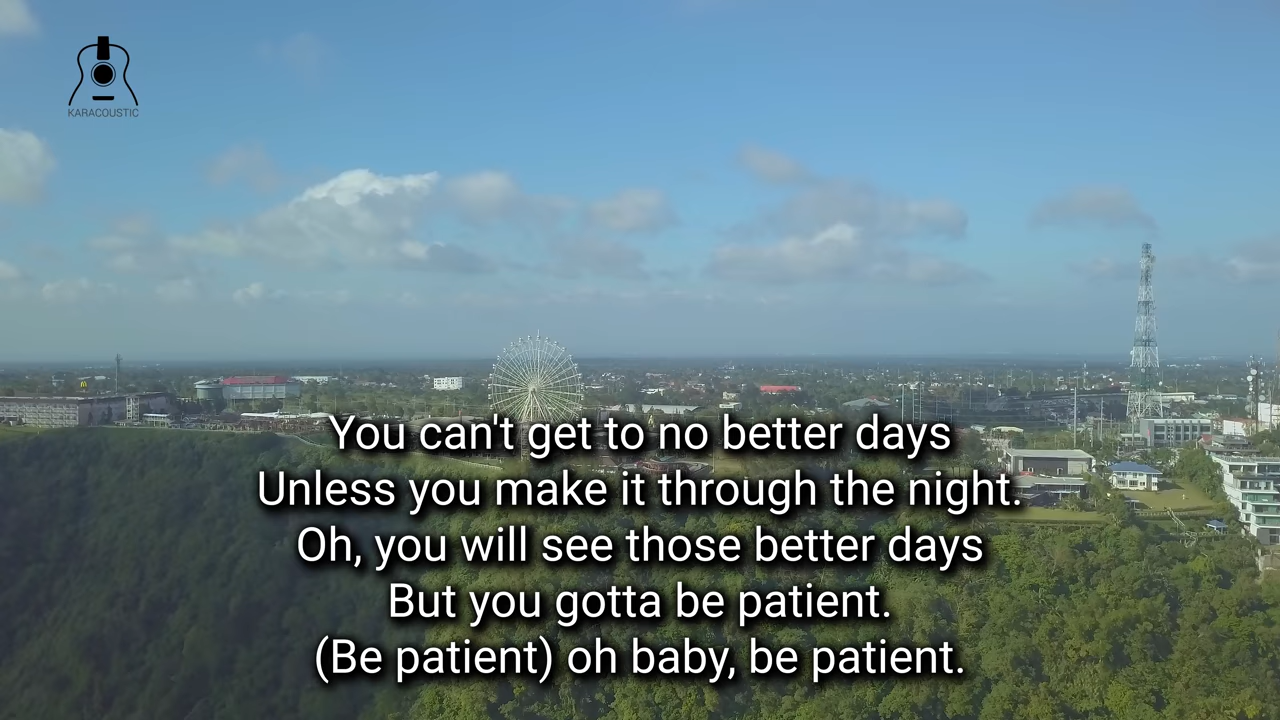 KARACOUSTIC
You can't get to no better days
Unless you make it through the night.
Oh, you will see those better days
But you gotta be patient.
(Be patient) oh baby, be patient.